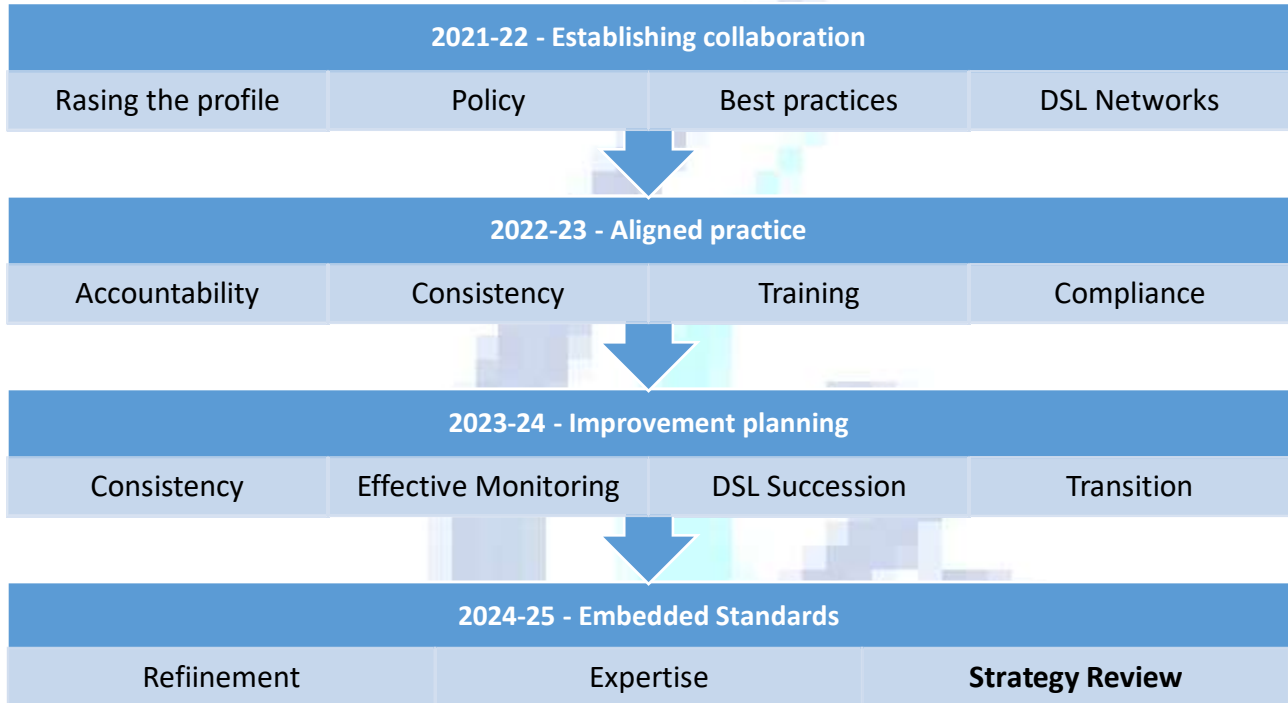 2021-22 - Establishing collaboration
Rasing the profile Policy Best practices DSL Networks
2022-23 - Aligned practice
Accountability Consistency Training Compliance
2023-24 - Improvement planning
Consistency Effective Monitoring DSL Succession Transition
2024-25 - Embedded Standards
Refiinement Expertise Strategy Review